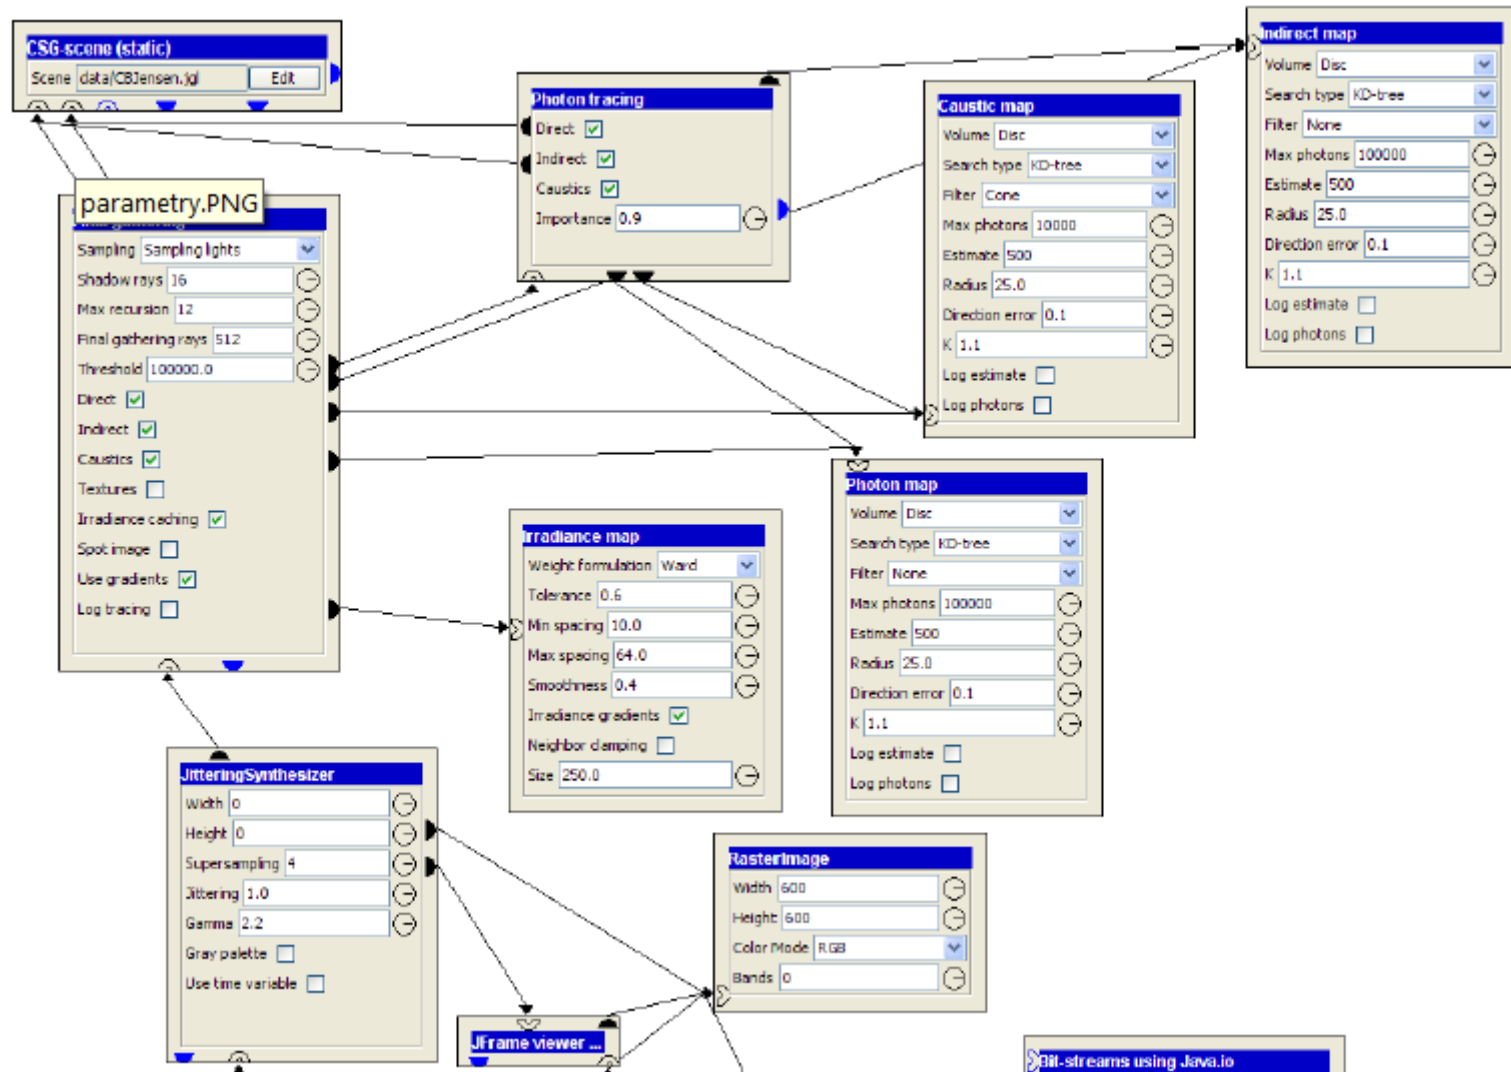 CSG-scene (static)
Scene data/CBJensen.jgl Edit
Photon tracing
Direct
Indirect
Caustics
Importance 0.9
Caustic map
Volume Disc
Search type KD-tree
Filter Cone
Max photons 10000
Estimate 500
Radius 25.0
Direction error 0.1
K 1.1
Log estimate
Log photons
Indirect map
Volume Disc
Search type KD-tree
Filter None
Max photons 100000
Estimate 500
Radius 25.0
Direction error 0.1
K 1.1
Log estimate
Log photons
parametry.PNG
Sampling Sampling lights
Shadow rays 16
Max recursion 12
Final gathering rays 512
Threshold 100000.0
Direct
Indirect
Caustics
Textures
Irradiance caching
Spot image
Use gradients
Log tracing
Irradiance map
Weight formulation Ward
Tolerance 0.6
Min spacing 10.0
Max spacing 64.0
Smoothness 0.4
Irradiance gradients
Neighbor clamping
Size 250.0
Photon map
Volume Disc
Search type KD-tree
Filter None
Max photons 100000
Estimate 500
Radius 25.0
Direction error 0.1
K 1.1
Log estimate
Log photons
JitteringSynthesizer
Width 0
Height 0
Supersampling 4
Jittering 1.0
Gamma 2.2
Gray palette
Use time variable
RasterImage
Width 600
Height 600
Color Mode RGB
Bands 0
JFrame viewer ...
Bit-streams using Java.io